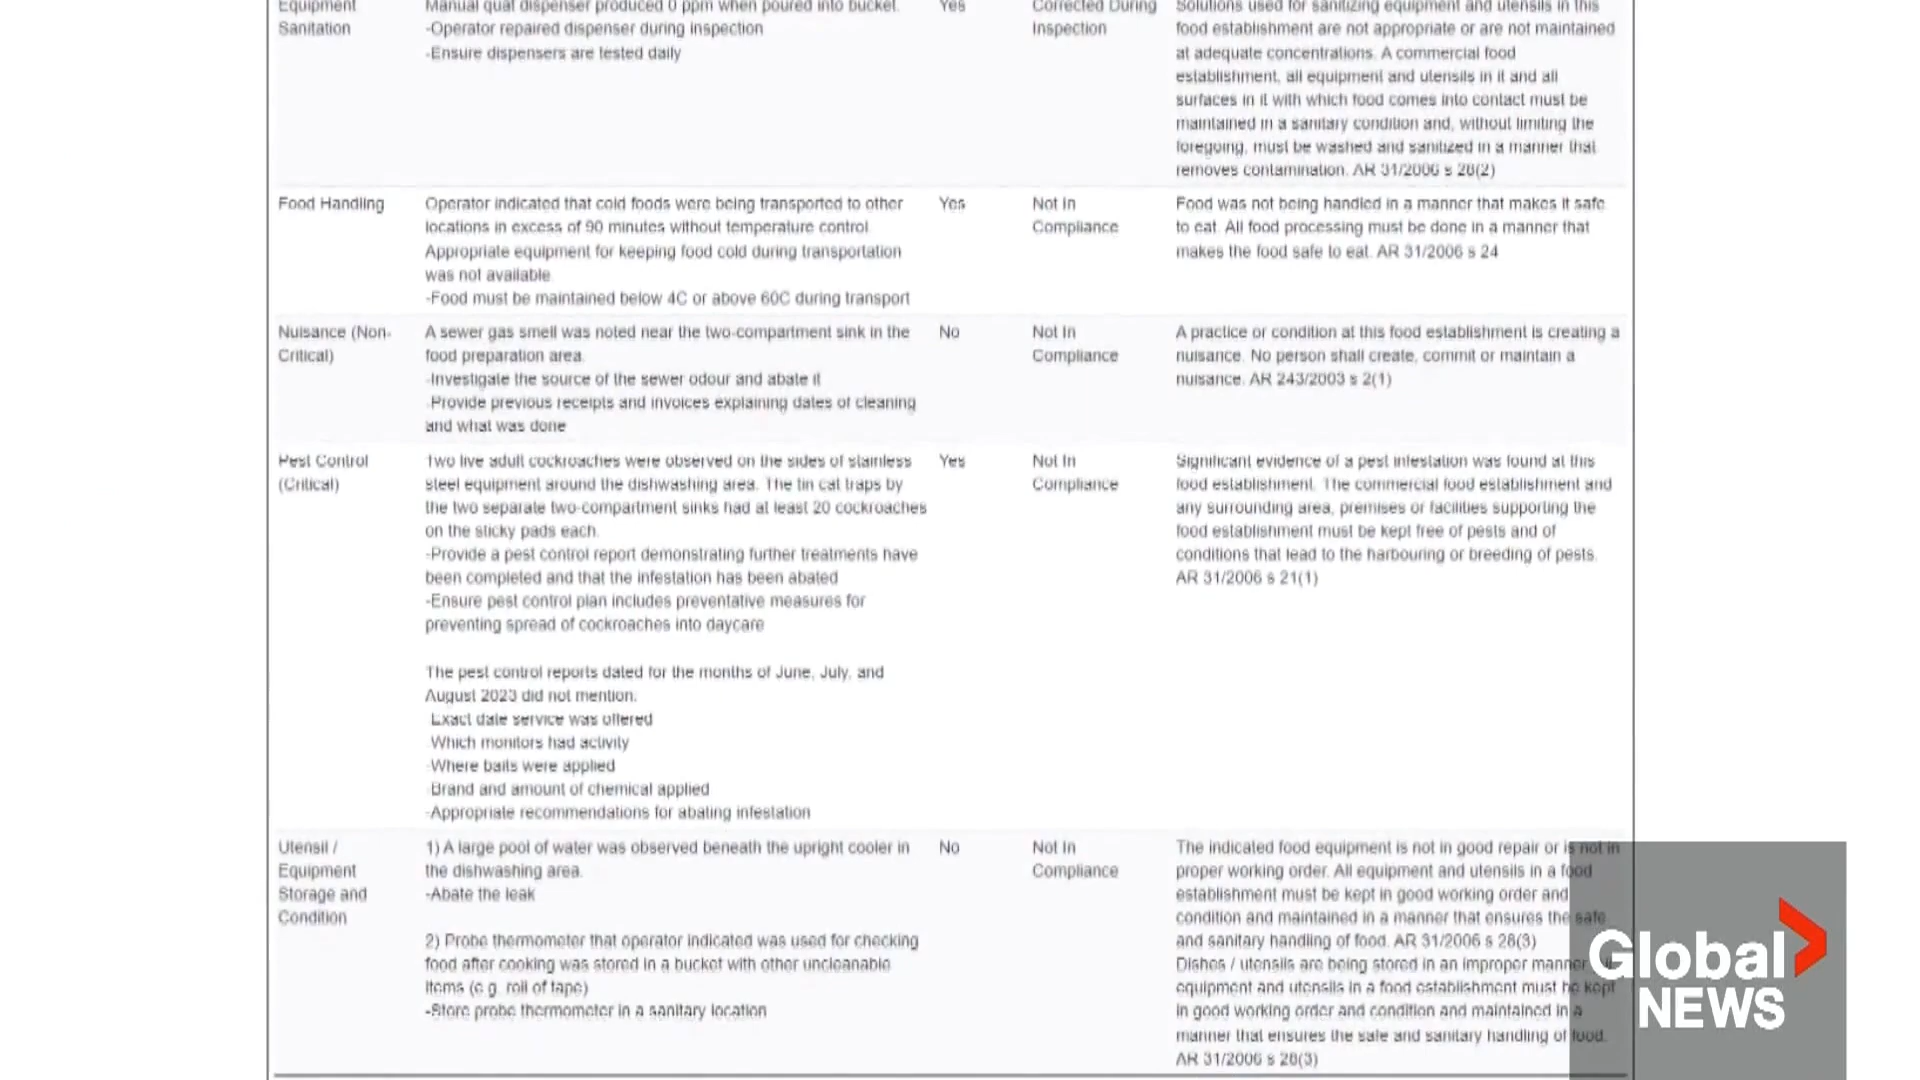 Equipment
Sanitation
Manual quat dispenser produced 0 ppm when poured into bucket.
-Operator repaired dispenser during inspection
-Ensure dispensers are tested daily
Yes
Corrected During
Inspection
Solutions used for sanitizing equipment and utensils in this
food establishment are not appropriate or are not maintained
at adequate concentrations. A commercial food
establishment, all equipment and utensils in it and all
surfaces in it with which food comes into contact must be
maintained in a sanitary condition and, without limiting the
foregoing, must be washed and sanitized in a manner that
removes contamination. AR 31/2006 s 28(2)
Food Handling
Operator indicated that cold foods were being transported to other
locations in excess of 90 minutes without temperature control
Appropriate equipment for keeping food cold during transportation
was not available
-Food must be maintained below 4C or above 60C during transport
Yes
Not In
Compliance
Food was not being handled in a manner that makes it safe
to eat. All food processing must be done in a manner that
makes the food safe to eat. AR 31/2006 s 24
Nuisance (Non-
Critical)
A sewer gas smell was noted near the two-compartment sink in the
food preparation area.
-Investigate the source of the sewer odour and abate it
-Provide previous receipts and invoices explaining dates of cleaning
and what was done
No
Not In
Compliance
A practice or condition at this food establishment is creating a
nuisance. No person shall create, commit or maintain a
nuisance. AR 243/2003 s 2(1)
Pest Control
(Critical)
Two live adult cockroaches were observed on the sides of stainless
steel equipment around the dishwashing area. The tin cat traps by
the two separate two-compartment sinks had at least 20 cockroaches
on the sticky pads each.
-Provide a pest control report demonstrating further treatments have
been completed and that the infestation has been abated
-Ensure pest control plan includes preventative measures for
preventing spread of cockroaches into daycare
The pest control reports dated for the months of June, July, and
August 2023 did not mention:
-Exact date service was offered
-Which monitors had activity
-Where baits were applied
-Brand and amount of chemical applied
-Appropriate recommendations for abating infestation
Yes
Not In
Compliance
Significant evidence of a pest infestation was found at this
food establishment. The commercial food establishment and
any surrounding area, premises or facilities supporting the
food establishment must be kept free of pests and of
conditions that lead to the harbouring or breeding of pests.
AR 31/2006 s 21(1)
Utensil /
Equipment
Storage and
Condition
1) A large pool of water was observed beneath the upright cooler in
the dishwashing area.
-Abate the leak
2) Probe thermometer that operator indicated was used for checking
food after cooking was stored in a bucket with other uncleanable
items (e.g. roll of tape)
-Store probe thermometer in a sanitary location
No
Not In
Compliance
The indicated food equipment is not in good repair or is not in
proper working order. All equipment and utensils in a food
establishment must be kept in good working order and
condition and maintained in a manner that ensures the safe
and sanitary handling of food. AR 31/2006 s 28(3)
Dishes / utensils are being stored in an improper manner
equipment and utensils in a food establishment must be kept
in good working order and condition and maintained in a
manner that ensures the safe and sanitary handling of food.
AR 31/2006 s 28(3)
Global
NEWS